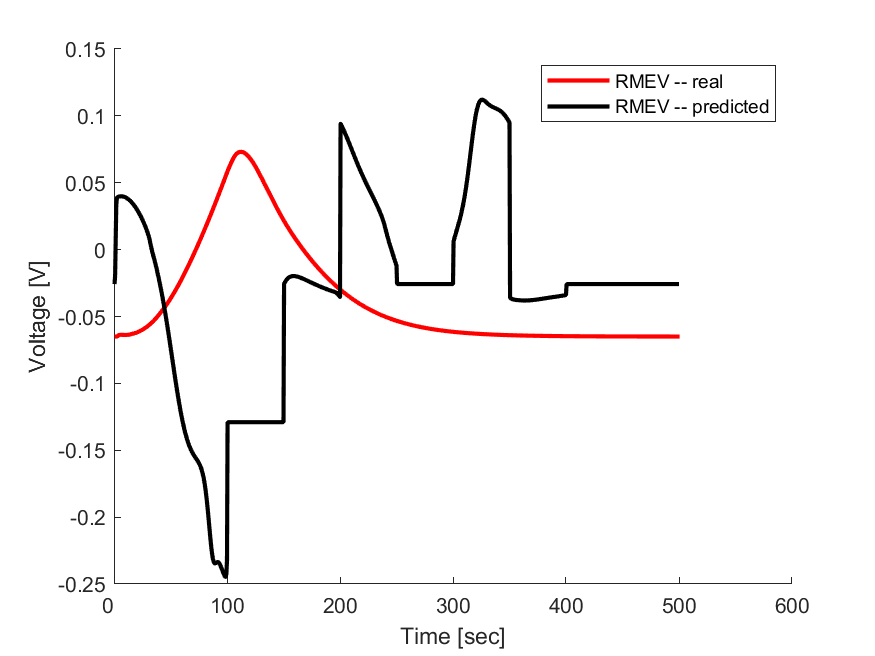 0.15
0.1
0.05
0
-0.05
-0.1
-0.15
-0.2
-0.25
0 100 200 300 400 500 600
Voltage [V]
Time [sec]
RMEV -- real
RMEV -- predicted